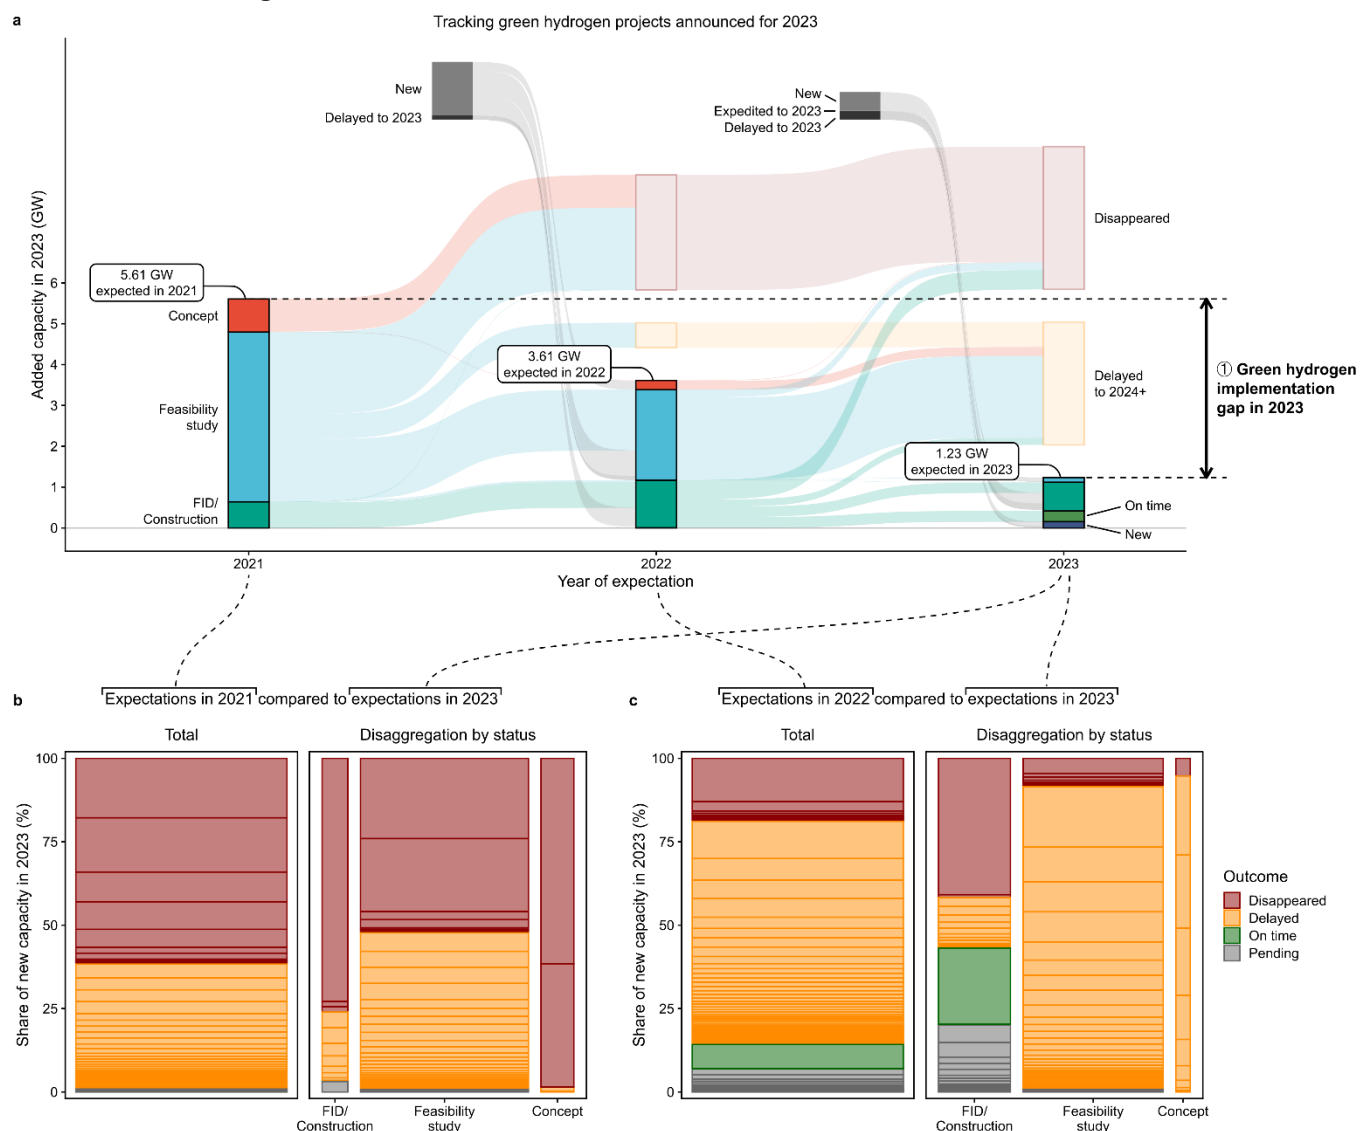 a
Tracking green hydrogen projects announced for 2023
New
Delayed to 2023
New
Expedited to 2023
Delayed to 2023
Added capacity in 2023 (GW)
6
5
4
3
2
1
0
5.61 GW
expected in 2021
Concept
Feasibility
study
FID/
Construction
3.61 GW
expected in 2022
1.23 GW
expected in 2023
Disappeared
Delayed
to 2024+
On time
New
① Green hydrogen
implementation
gap in 2023
2021
2022
2023
Year of expectation
b
Expectations in 2021 compared to expectations in 2023
Total
Disaggregation by status
Share of new capacity in 2023 (%)
100
75
50
25
0
FID/
Construction
Feasibility
study
Concept
c
Expectations in 2022 compared to expectations in 2023
Total
Disaggregation by status
Share of new capacity in 2023 (%)
100
75
50
25
0
FID/
Construction
Feasibility
study
Concept
Outcome
Disappeared
Delayed
On time
Pending